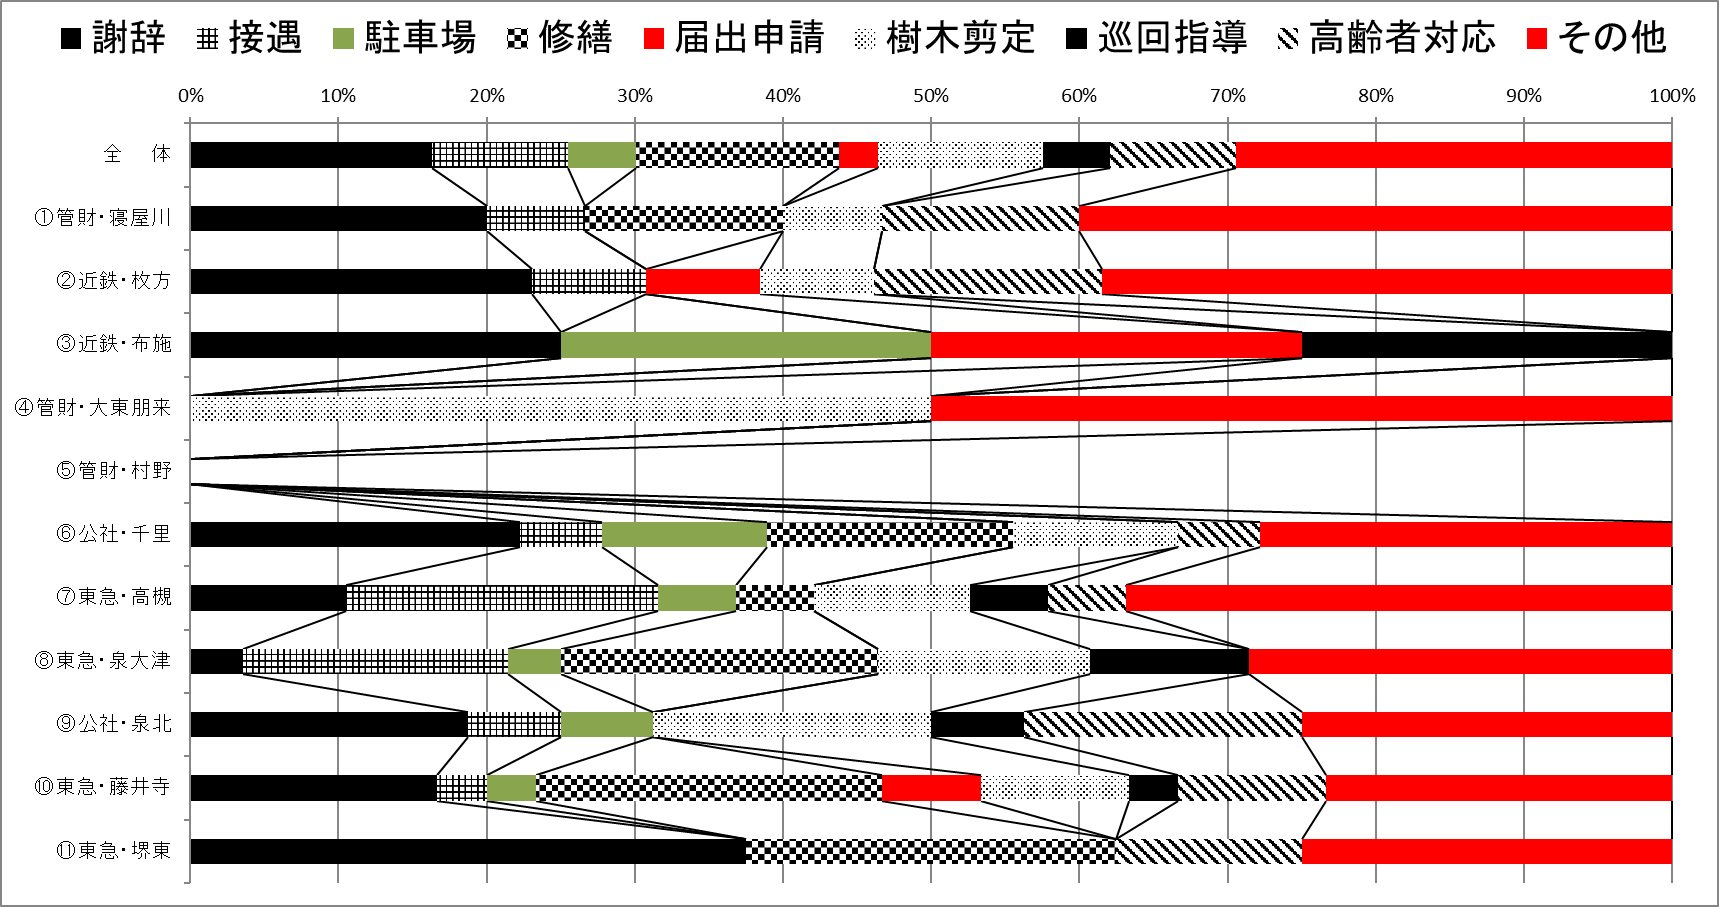 謝辞 接遇 駐車場 修繕 届出申請 樹木剪定 巡回指導 高齢者対応 その他
0% 10% 20% 30% 40% 50% 60% 70% 80% 90% 100%
全 体
①管財・寝屋川
②近鉄・枚方
③近鉄・布施
④管財・大東朋来
⑤管財・村野
⑥公社・千里
⑦東急・高槻
⑧東急・泉大津
⑨公社・泉北
⑩東急・藤井寺
⑪東急・堺東